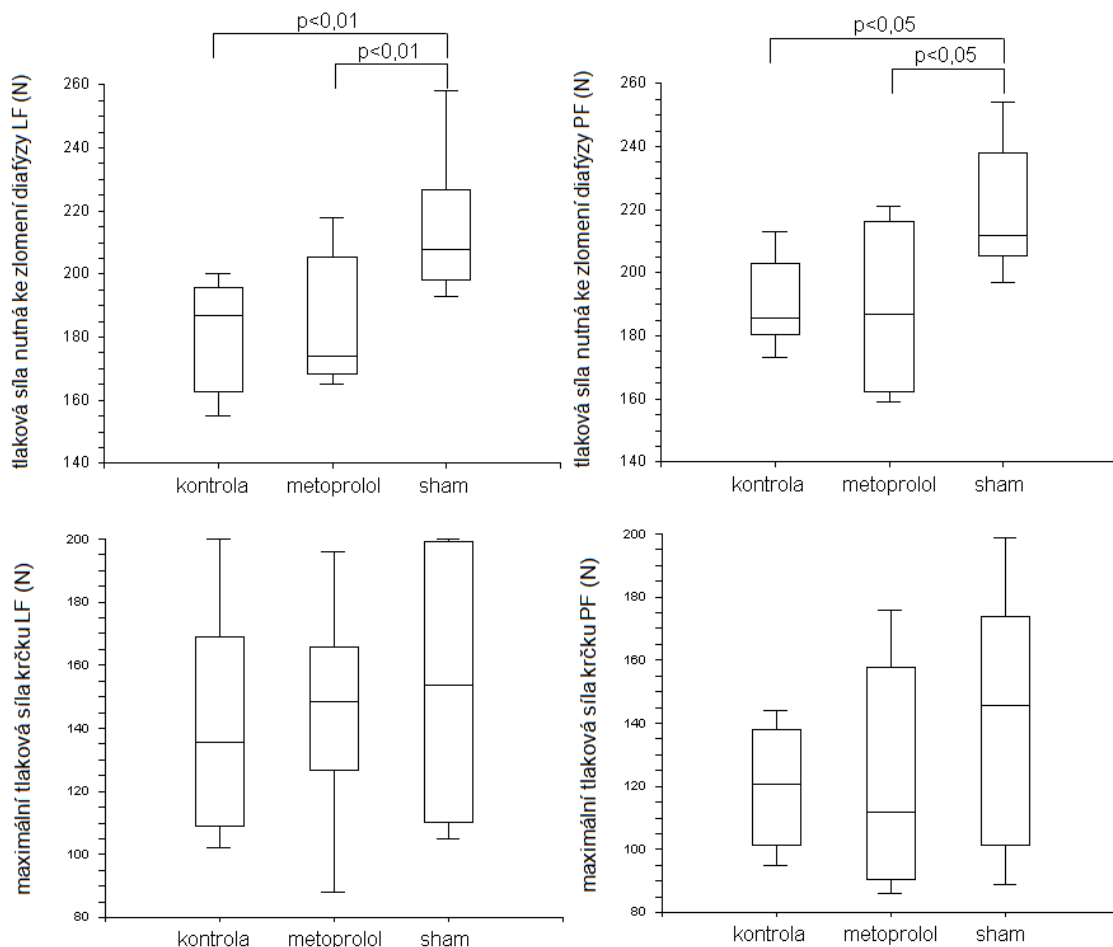 p<0,01
p<0,01
tlaková síla nutná ke zlomení diafýzy LF (N)
260
240
220
200
180
160
140
kontrola metoprolol sham
p<0,05
p<0,05
tlaková síla nutná ke zlomení diafýzy PF (N)
260
240
220
200
180
160
140
kontrola metoprolol sham
maximální tlaková síla krčku LF (N)
200
180
160
140
120
100
80
kontrola metoprolol sham
maximální tlaková síla krčku PF (N)
200
180
160
140
120
100
80
kontrola metoprolol sham